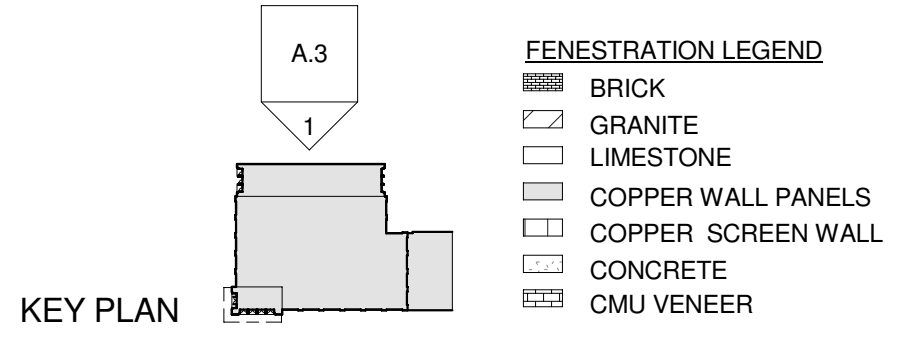 A.3
1
KEY PLAN
FENESTRATION LEGEND
BRICK
GRANITE
LIMESTONE
COPPER WALL PANELS
COPPER SCREEN WALL
CONCRETE
CMU VENEER